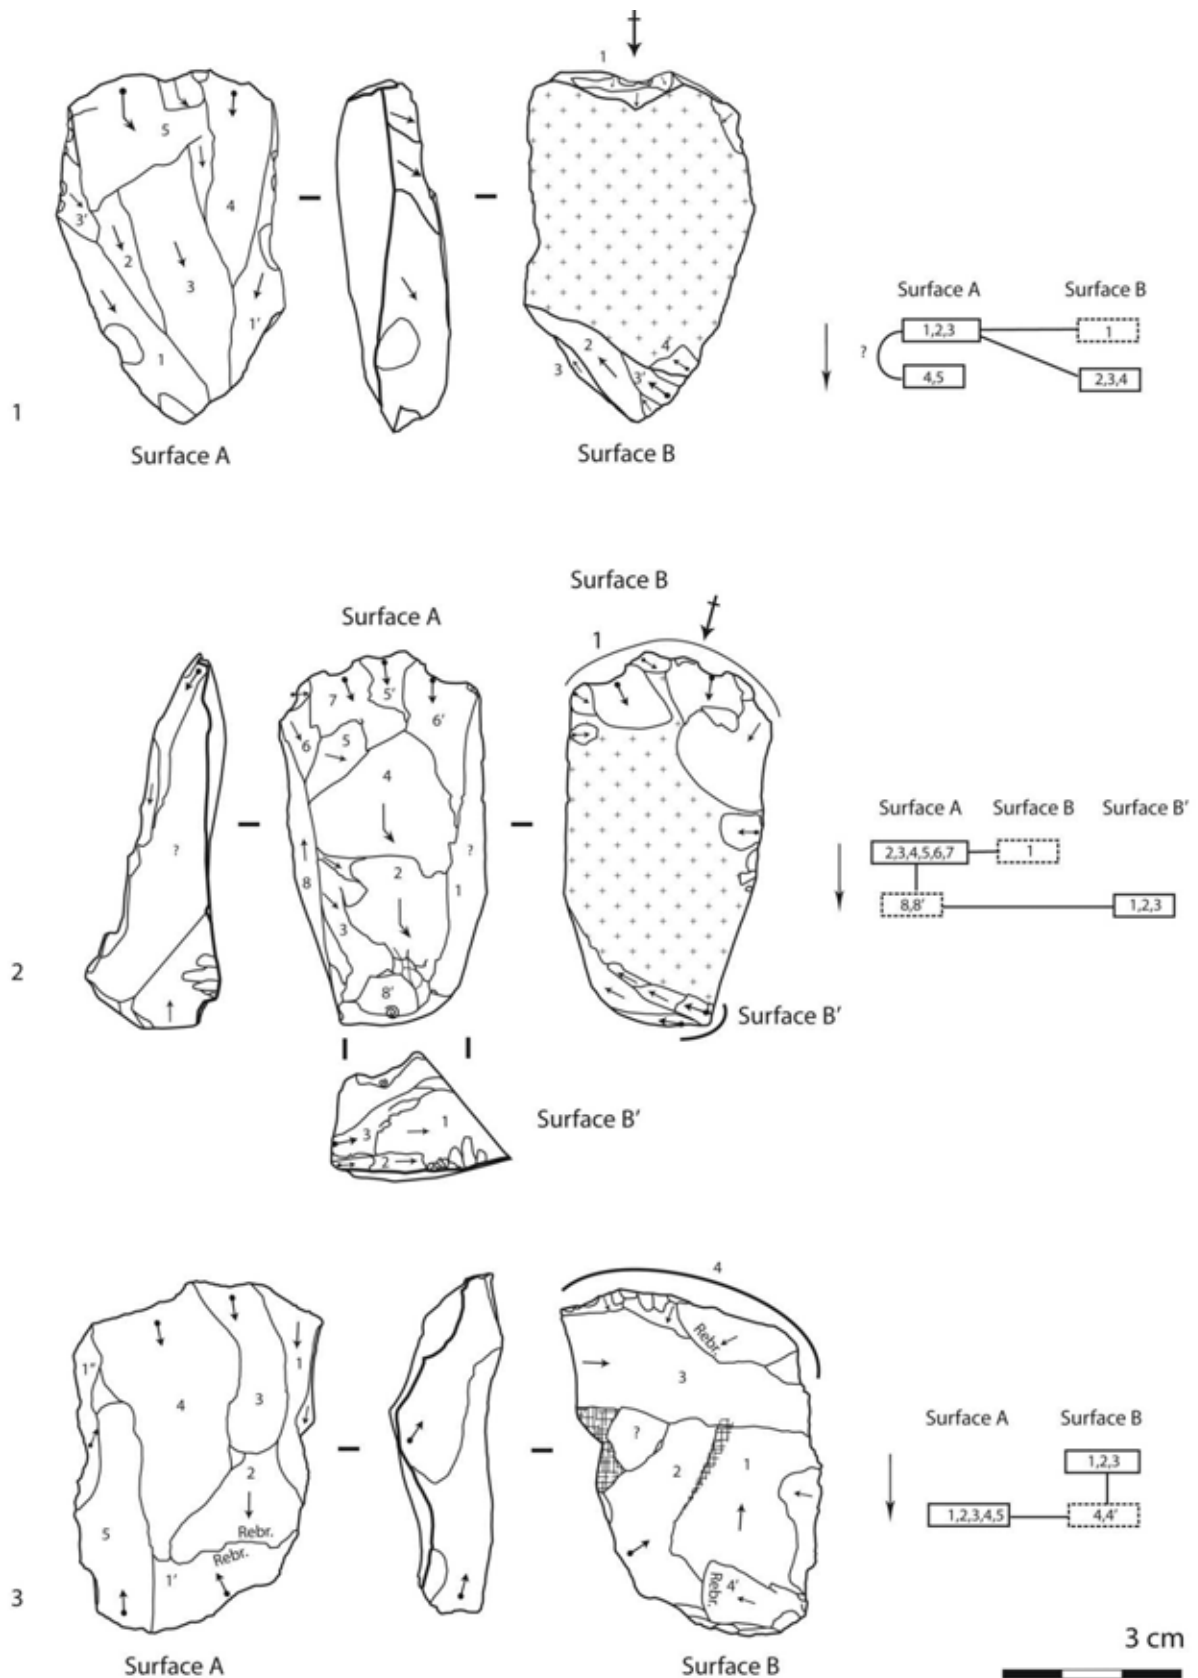 1
5
4
3'
2
3
1'
1
Surface A
1
2
4'
3
3'
Surface B
Surface A Surface B
1,2,3 1
?
4,5 2,3,4
2
Surface A
7 5'
6'
6 5
4
?
8 2
1
3
8'
?
Surface B
1
Surface B'
3 1
2
Surface B'
Surface A Surface B Surface B'
2,3,4,5,6,7 1
8,8' 1,2,3
3
1" 1
3
4
2
5
Rebr.
Rebr.
1'
Surface A
4
Rebr.
3
?
2 1
Rebr. 4'
Surface B
Surface A Surface B
1,2,3
1,2,3,4,5 4,4'
3 cm